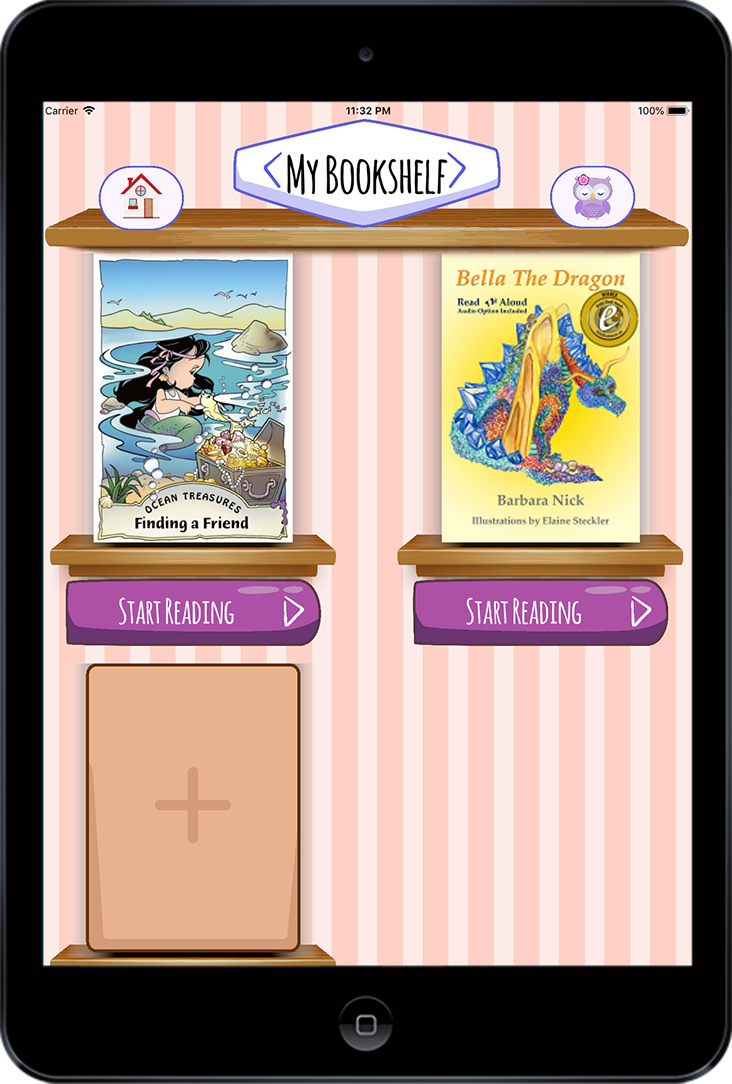 Carrier
11:32 PM
100%
My Bookshelf
Ocean Treasures
Finding a Friend
Bella The Dragon
Read Aloud
Audio Option Included
e
Barbara Nick
Illustrations by Elaine Steckler
Start Reading
Start Reading